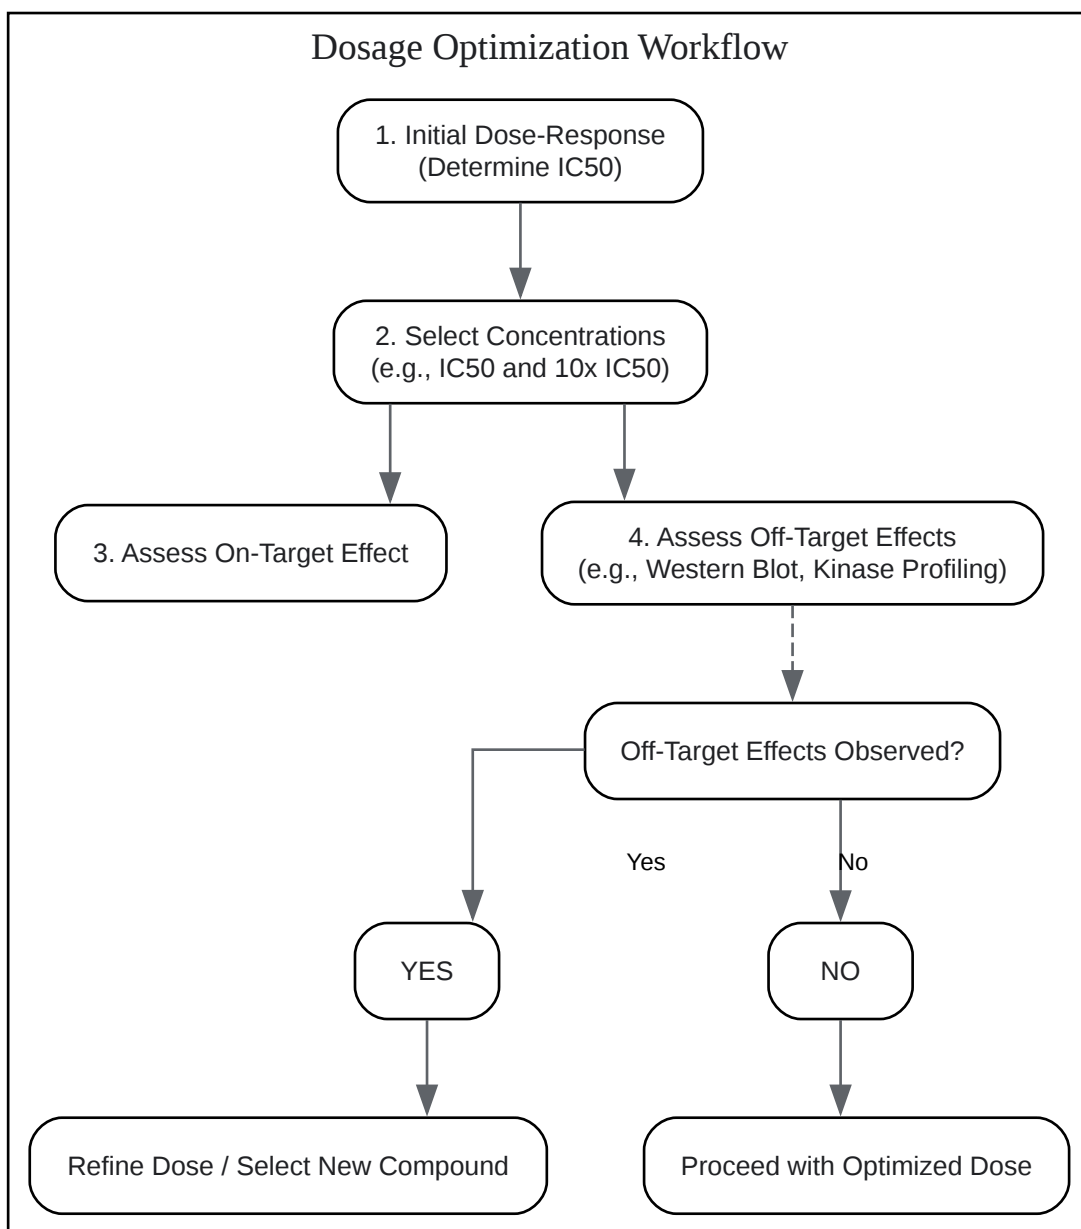 Dosage Optimization Workflow
1. Initial Dose-Response
(Determine IC50)
2. Select Concentrations
(e.g., IC50 and 10x IC50)
3. Assess On-Target Effect
4. Assess Off-Target Effects
(e.g., Western Blot, Kinase Profiling)
Off-Target Effects Observed?
Yes
No
YES
NO
Refine Dose / Select New Compound
Proceed with Optimized Dose